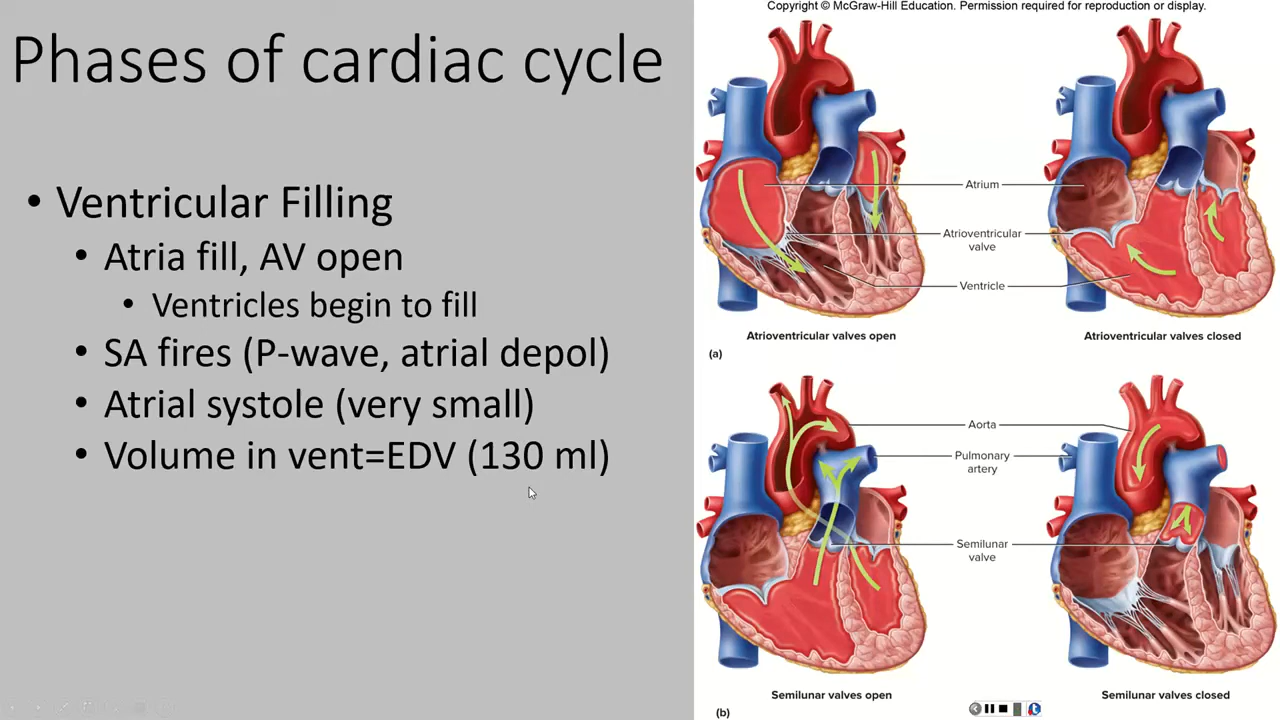 Copyright © McGraw-Hill Education. Permission required for reproduction or display.
Phases of cardiac cycle
• Ventricular Filling
• Atria fill, AV open
• Ventricles begin to fill
• SA fires (P-wave, atrial depol)
• Atrial systole (very small)
• Volume in vent=EDV (130 ml)
Atrium
Atrioventricular
valve
Ventricle
Atrioventricular valves open
Atrioventricular valves closed
(a)
Aorta
Pulmonary
artery
Semilunar
valve
Semilunar valves open
Semilunar valves closed
(b)